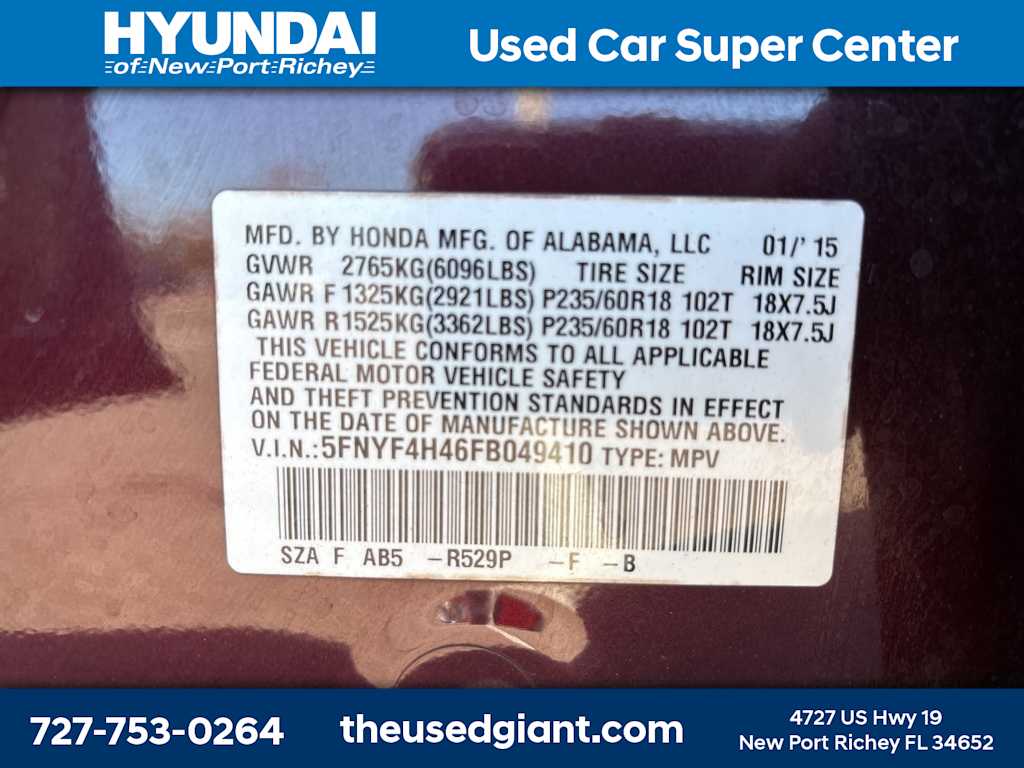 HYUNDAI
of New Port Richey
Used Car Super Center
MFD. BY HONDA MFG. OF ALABAMA, LLC 01/' 15
GVWR 2765KG(6096LBS) TIRE SIZE RIM SIZE
GAWR F 1325KG(2921LBS) P235/60R18 102T 18X7.5J
GAWR R1525KG(3362LBS) P235/60R18 102T 18X7.5J
THIS VEHICLE CONFORMS TO ALL APPLICABLE
FEDERAL MOTOR VEHICLE SAFETY
AND THEFT PREVENTION STANDARDS IN EFFECT
ON THE DATE OF MANUFACTURE SHOWN ABOVE.
V.I.N.:5FNYF4H46FB049410 TYPE: MPV
SZA F AB5 -R529P -F -B
727-753-0264
theusedgiant.com
4727 US Hwy 19
New Port Richey FL 34652